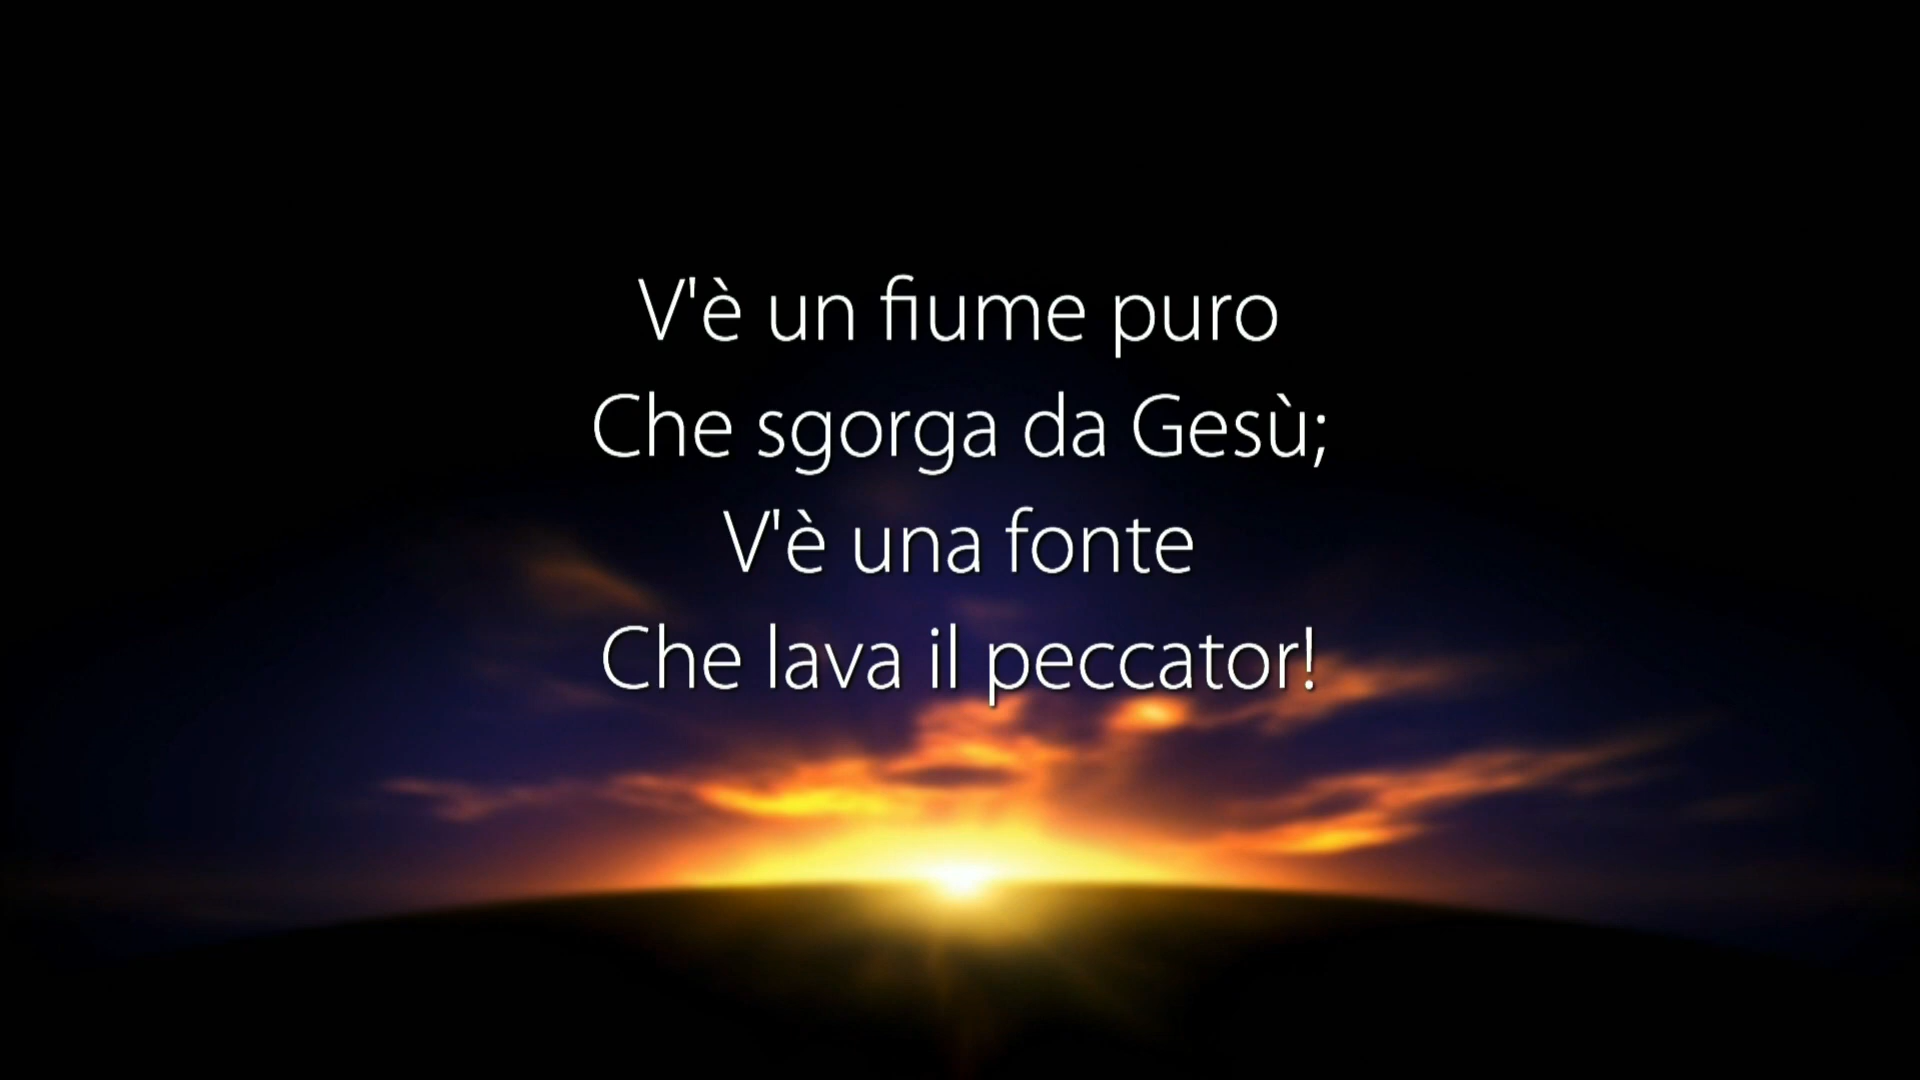 V'è un fiume puro
Che sgorga da Gesù;
V'è una fonte
Che lava il peccator!